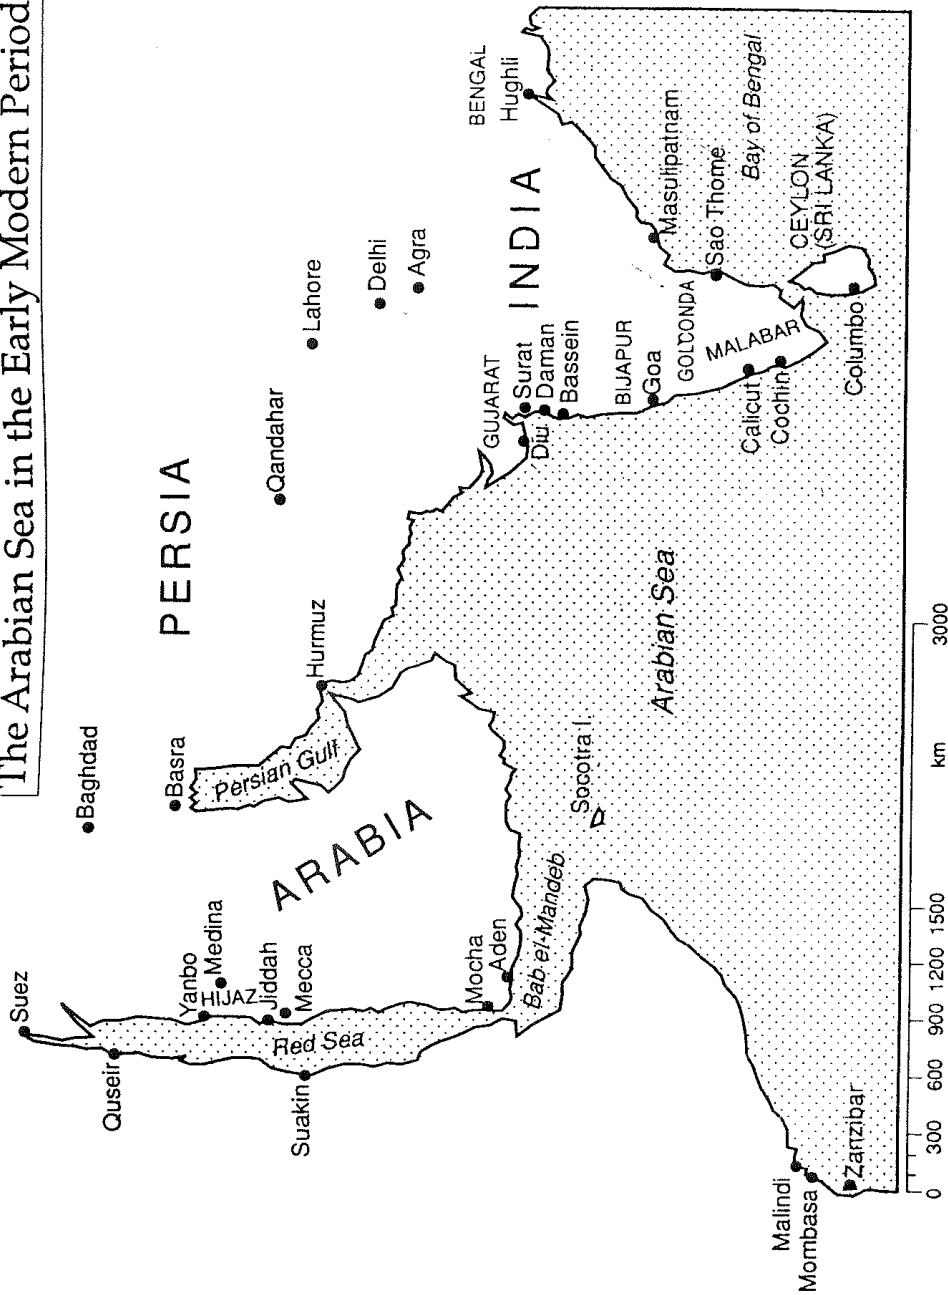 The Arabian Sea in the Early Modern Period
Suez
Quseir
Yanbo
Medina
HIJAZ
Jiddah
Mecca
Suakin
Red Sea
Mocha
Aden
Bab el-Mandeb
Baghdad
Basra
Persian Gulf
ARABIA
Hurmuz
PERSIA
Qandahar
Lahore
Delhi
Agra
INDIA
BENGAL
Hughli
GUJARAT
Surat
Daman
Bassein
Diu
BIJAPUR
Goa
GOLCONDA
MALABAR
Calicut
Cochin
Masulipatnam
Sao Thome
Bay of Bengal
CEYLON
(SRI LANKA)
Columbo
Arabian Sea
Socotra I
Malindi
Mombasa
Zanzibar
0 300 600 900 1200 1500 km 3000